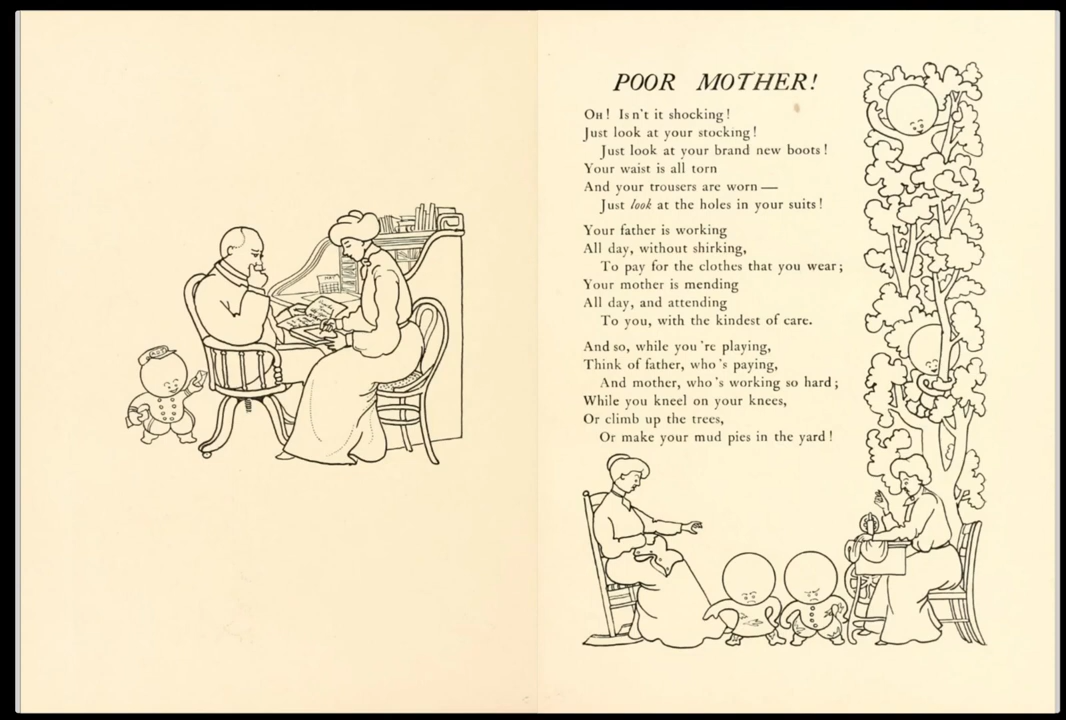 MAY
POOR MOTHER!
OH! Isn't it shocking!
Just look at your stocking!
Just look at your brand new boots!
Your waist is all torn
And your trousers are worn —
Just look at the holes in your suits!
Your father is working
All day, without shirking,
To pay for the clothes that you wear;
Your mother is mending
All day, and attending
To you, with the kindest of care.
And so, while you 're playing,
Think of father, who 's paying,
And mother, who 's working so hard;
While you kneel on your knees,
Or climb up the trees,
Or make your mud pies in the yard!